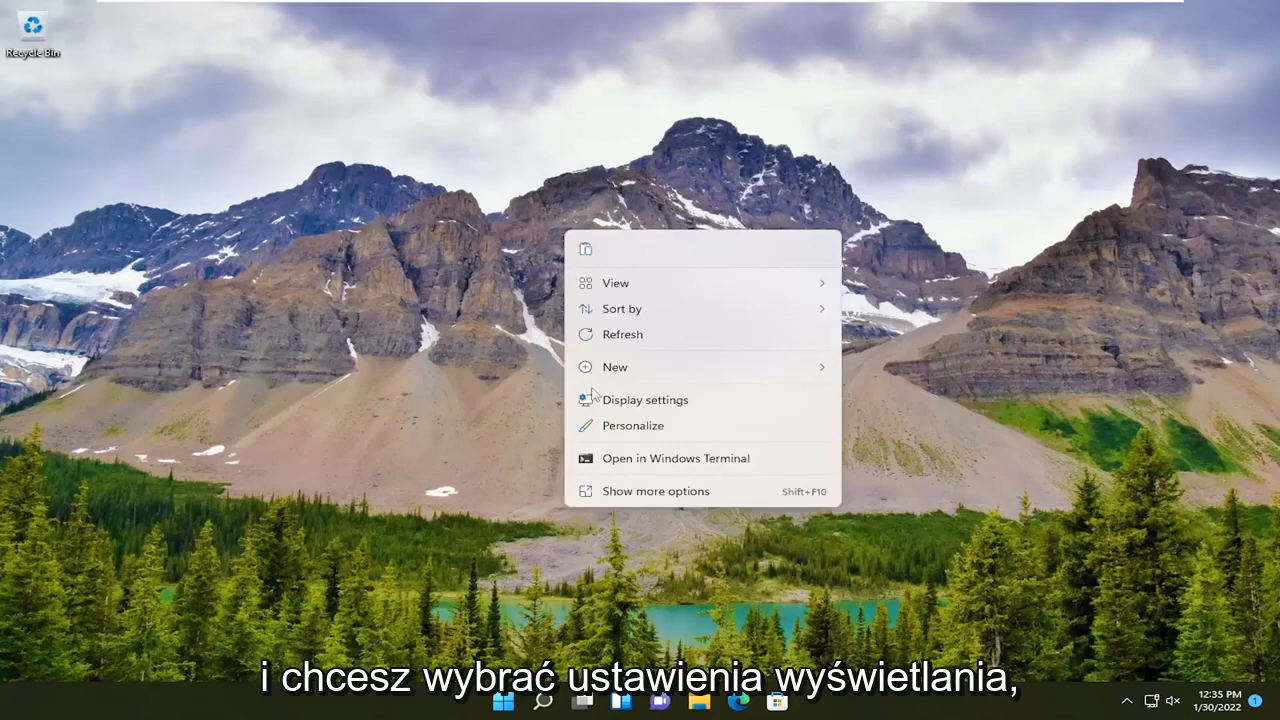 Recycle Bin
View
Sort by
Refresh
New
Display settings
Personalize
Open in Windows Terminal
Show more options Shift+F10
i chcesz wybrać ustawienia wyświetlania,
12:35 PM
1/30/2022
1